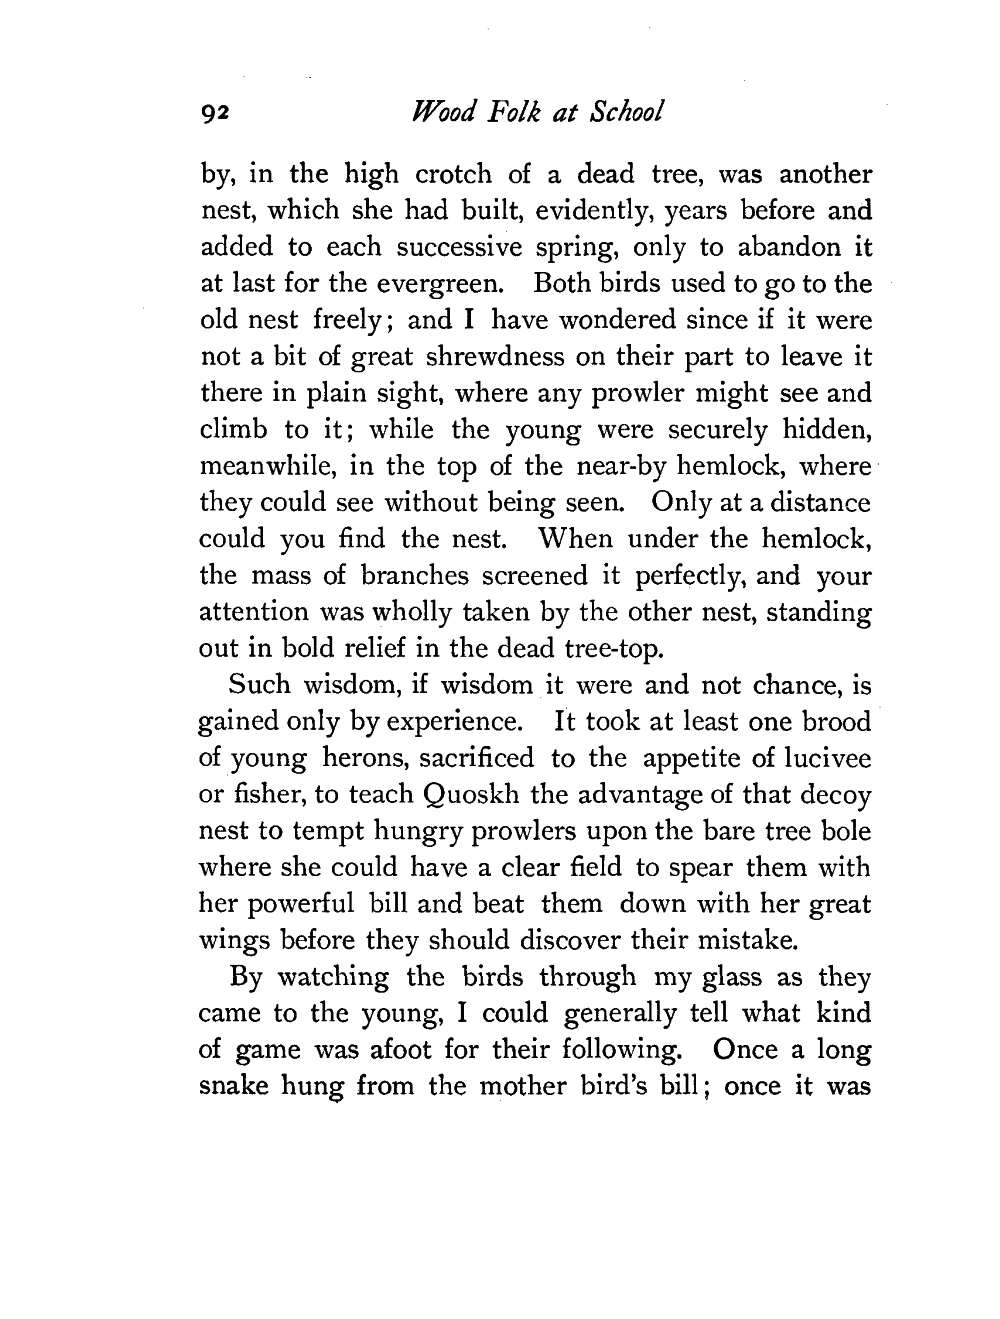 92 Wood Folk at School
by, in the high crotch of a dead tree, was another
nest, which she had built, evidently, years before and
added to each successive spring, only to abandon it
at last for the evergreen. Both birds used to go to the
old nest freely; and I have wondered since if it were
not a bit of great shrewdness on their part to leave it
there in plain sight, where any prowler might see and
climb to it; while the young were securely hidden,
meanwhile, in the top of the near-by hemlock, where
they could see without being seen. Only at a distance
could you find the nest. When under the hemlock,
the mass of branches screened it perfectly, and your
attention was wholly taken by the other nest, standing
out in bold relief in the dead tree-top.
Such wisdom, if wisdom it were and not chance, is
gained only by experience. It took at least one brood
of young herons, sacrificed to the appetite of lucivee
or fisher, to teach Quoskh the advantage of that decoy
nest to tempt hungry prowlers upon the bare tree bole
where she could have a clear field to spear them with
her powerful bill and beat them down with her great
wings before they should discover their mistake.
By watching the birds through my glass as they
came to the young, I could generally tell what kind
of game was afoot for their following. Once a long
snake hung from the mother bird's bill; once it was